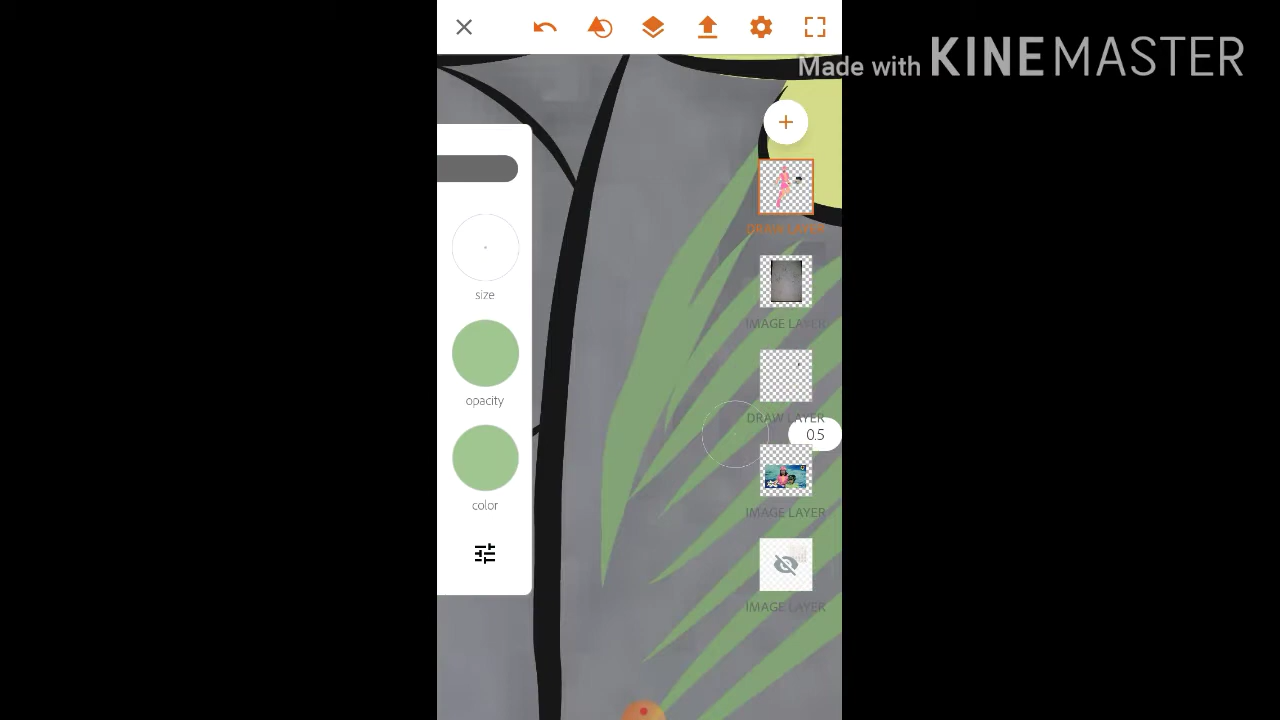 Made with KINEMASTER
DRAW LAYER
size
IMAGE LAYER
opacity
DRAW LAYER
0.5
color
IMAGE LAYER
IMAGE LAYER